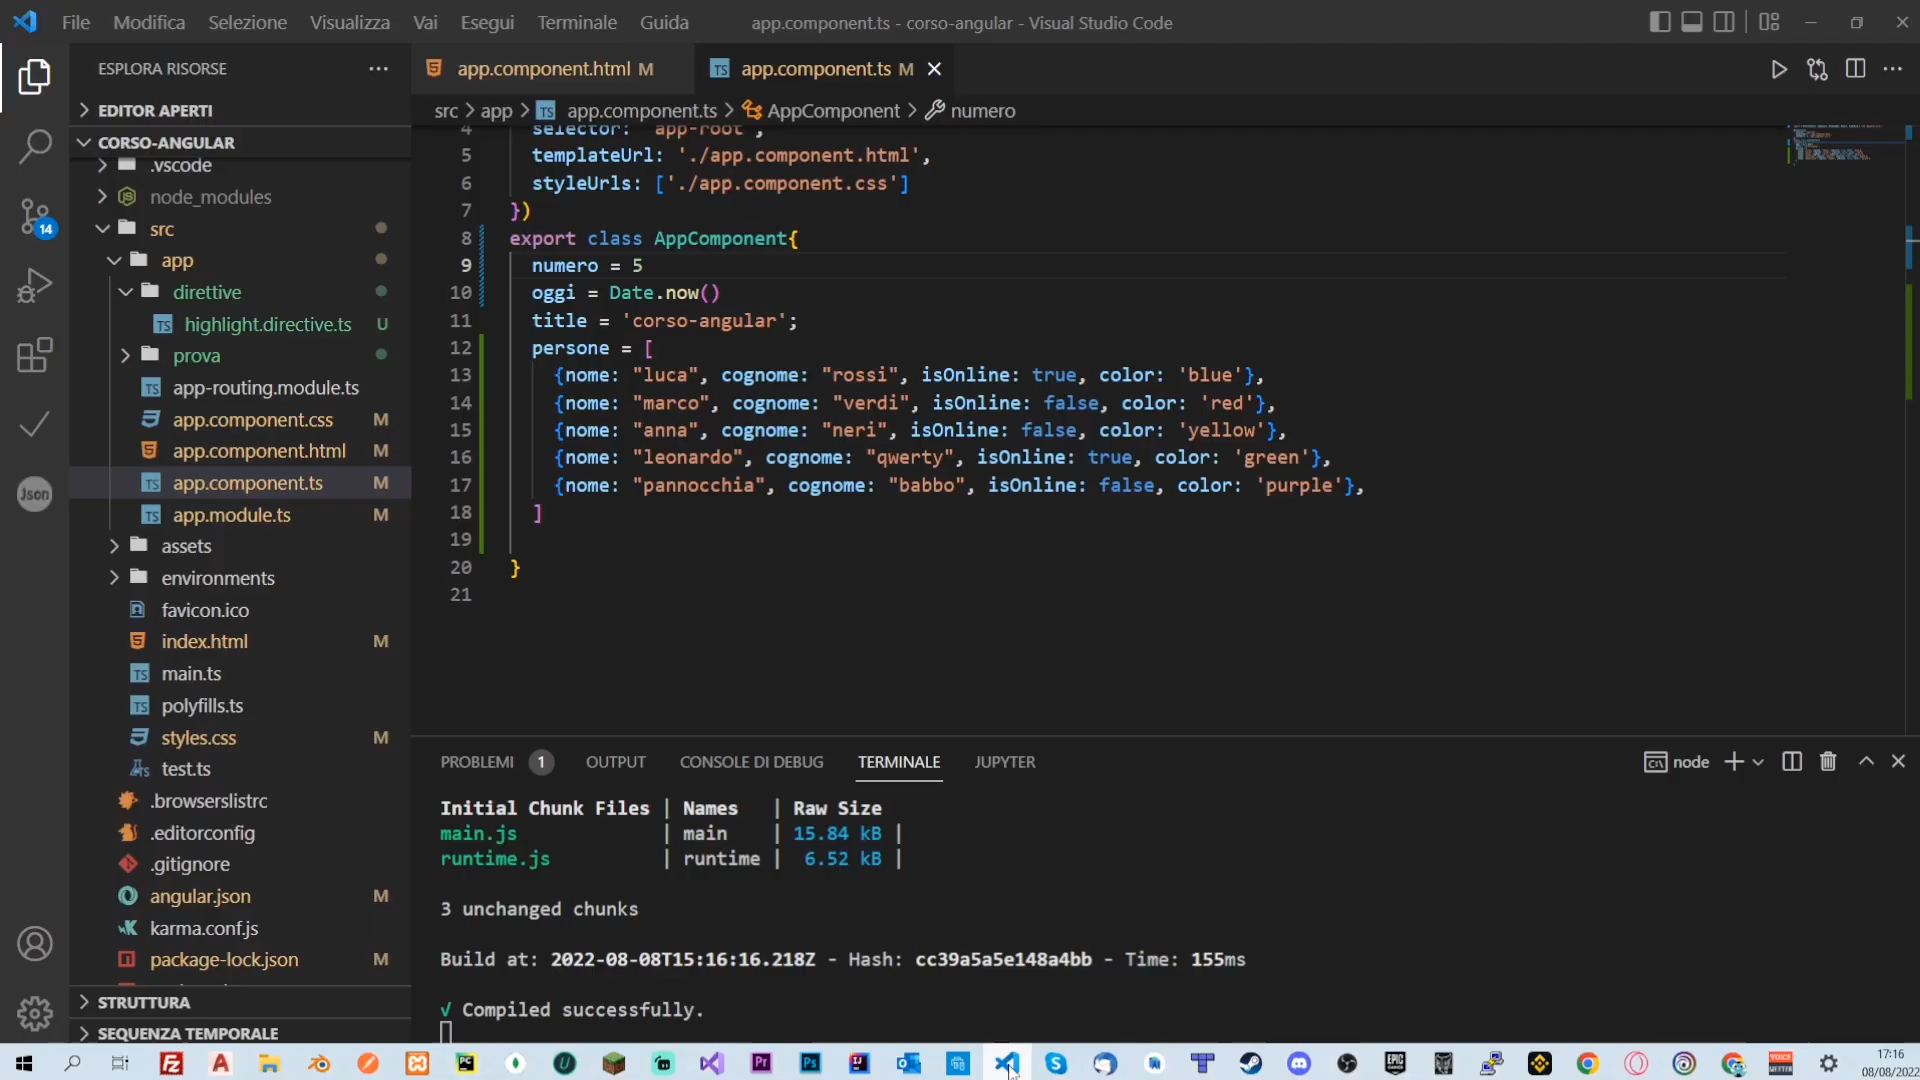 File Modifica Selezione Visualizza Vai Esegui Terminale Guida app.component.ts - corso-angular - Visual Studio Code
ESPLORA RISORSE
app.component.html M
app.component.ts M
src > app > app.component.ts > AppComponent > numero
EDITOR APERTI
CORSO-ANGULAR
.vscode
node_modules
src
app
direttive
highlight.directive.ts U
prova
app-routing.module.ts
app.component.css M
app.component.html M
app.component.ts M
app.module.ts M
assets
environments
favicon.ico
index.html M
main.ts
polyfills.ts
styles.css M
test.ts
.browserslistrc
.editorconfig
.gitignore
angular.json M
karma.conf.js
package-lock.json M
STRUTTURA
SEQUENZA TEMPORALE
14
Json
4 selector: 'app-root',
5 templateUrl: './app.component.html',
6 styleUrls: ['./app.component.css']
7 })
8 export class AppComponent{
9 numero = 5
10 oggi = Date.now()
11 title = 'corso-angular';
12 persone = [
13 {nome: "luca", cognome: "rossi", isOnline: true, color: 'blue'},
14 {nome: "marco", cognome: "verdi", isOnline: false, color: 'red'},
15 {nome: "anna", cognome: "neri", isOnline: false, color: 'yellow'},
16 {nome: "leonardo", cognome: "qwerty", isOnline: true, color: 'green'},
17 {nome: "pannocchia", cognome: "babbo", isOnline: false, color: 'purple'},
18 ]
19
20 }
21
PROBLEMI 1 OUTPUT CONSOLE DI DEBUG TERMINALE JUPYTER node
Initial Chunk Files | Names | Raw Size
main.js | main | 15.84 kB |
runtime.js | runtime | 6.52 kB |
3 unchanged chunks
Build at: 2022-08-08T15:16:16.218Z - Hash: cc39a5a5e148a4bb - Time: 155ms
√ Compiled successfully.
17:16
08/08/2022